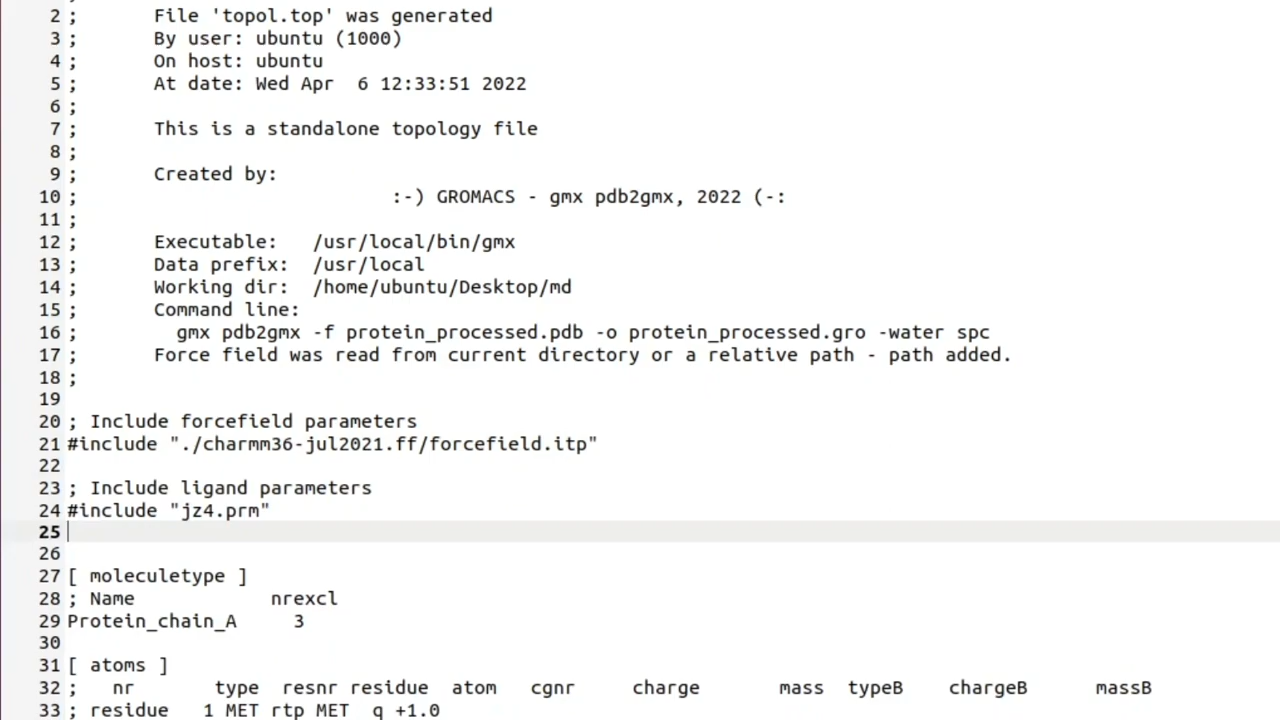 2 ;       File 'topol.top' was generated
3 ;       By user: ubuntu (1000)
4 ;       On host: ubuntu
5 ;       At date: Wed Apr  6 12:33:51 2022
6 ;
7 ;       This is a standalone topology file
8 ;
9 ;       Created by:
10 ;                            :-) GROMACS - gmx pdb2gmx, 2022 (-:
11 ;
12 ;       Executable:   /usr/local/bin/gmx
13 ;       Data prefix:  /usr/local
14 ;       Working dir:  /home/ubuntu/Desktop/md
15 ;       Command line:
16 ;         gmx pdb2gmx -f protein_processed.pdb -o protein_processed.gro -water spc
17 ;       Force field was read from current directory or a relative path - path added.
18 ;
19
20 ; Include forcefield parameters
21 #include "./charmm36-jul2021.ff/forcefield.itp"
22
23 ; Include ligand parameters
24 #include "jz4.prm"
25
26
27 [ moleculetype ]
28 ; Name            nrexcl
29 Protein_chain_A     3
30
31 [ atoms ]
32 ;   nr       type  resnr residue  atom   cgnr     charge       mass  typeB    chargeB      massB
33 ; residue   1 MET rtp MET  q +1.0